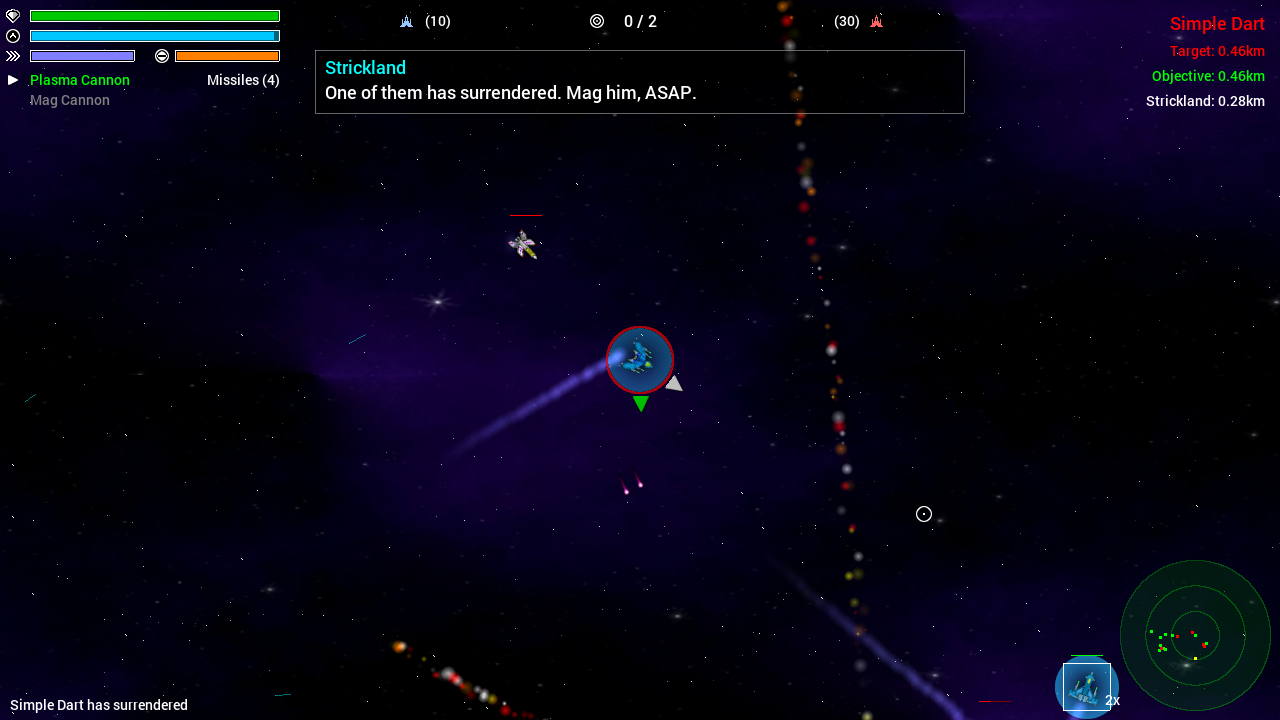 (10)
0 / 2
(30)
Simple Dart
Target: 0.46km
Objective: 0.46km
Strickland: 0.28km
Plasma Cannon
Missiles (4)
Mag Cannon
Strickland
One of them has surrendered. Mag him, ASAP.
2x
Simple Dart has surrendered